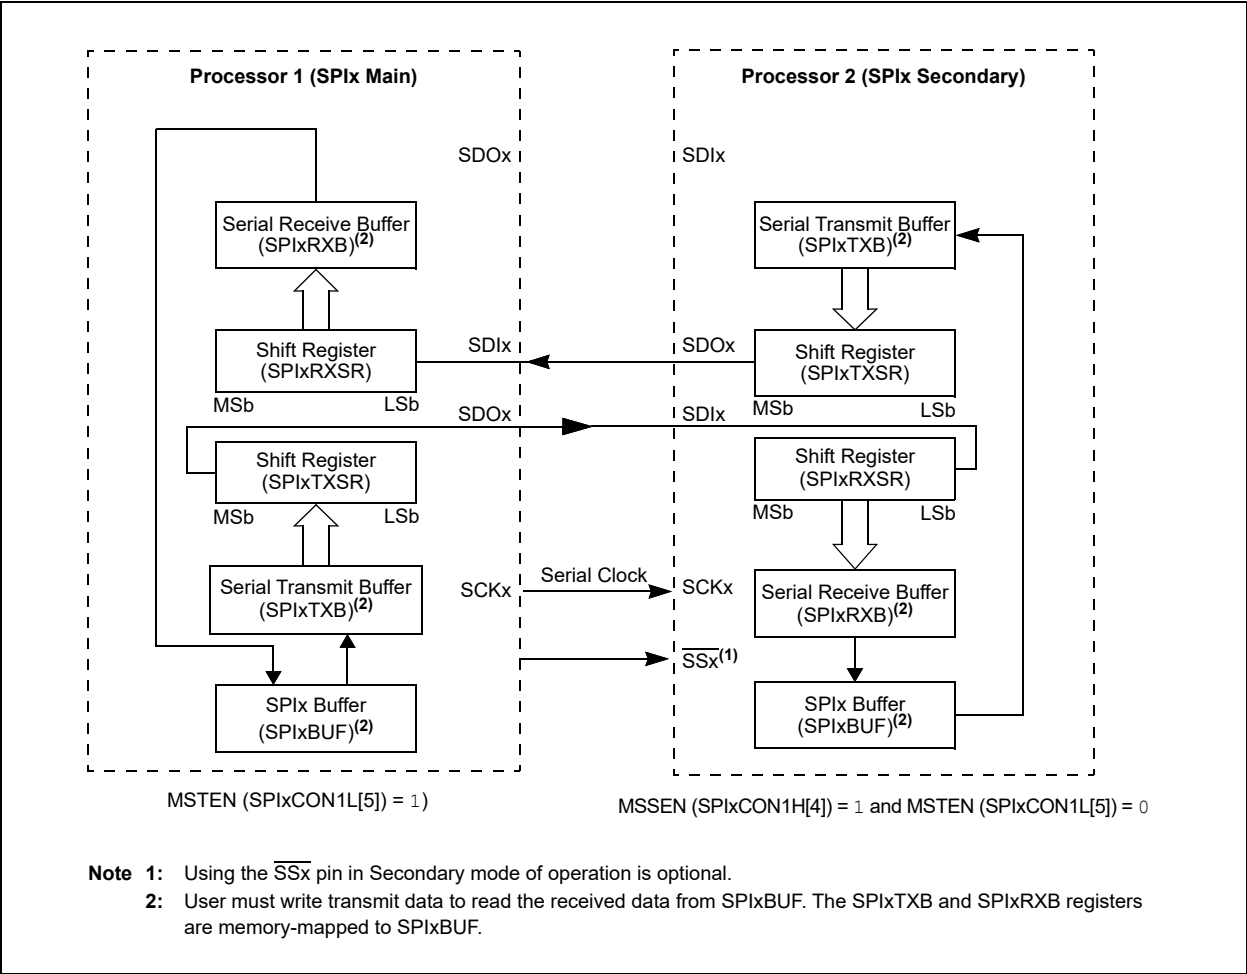 Processor 1 (SPIx Main)
SDOx
Serial Receive Buffer
(SPIxRXB)(2)
Shift Register
(SPIxRXSR)
SDIx
MSb
LSb
SDOx
Shift Register
(SPIxTXSR)
MSb
LSb
Serial Transmit Buffer
(SPIxTXB)(2)
SCKx
Serial Clock
SPIx Buffer
(SPIxBUF)(2)
MSTEN (SPIxCON1L[5]) = 1)
Processor 2 (SPIx Secondary)
SDIx
Serial Transmit Buffer
(SPIxTXB)(2)
SDOx
Shift Register
(SPIxTXSR)
MSb
LSb
SDIx
Shift Register
(SPIxRXSR)
MSb
LSb
SCKx
Serial Receive Buffer
(SPIxRXB)(2)
SSx(1)
SPIx Buffer
(SPIxBUF)(2)
MSSEN (SPIxCON1H[4]) = 1 and MSTEN (SPIxCON1L[5]) = 0
Note 1: Using the SSx pin in Secondary mode of operation is optional.
2: User must write transmit data to read the received data from SPIxBUF. The SPIxTXB and SPIxRXB registers
are memory-mapped to SPIxBUF.